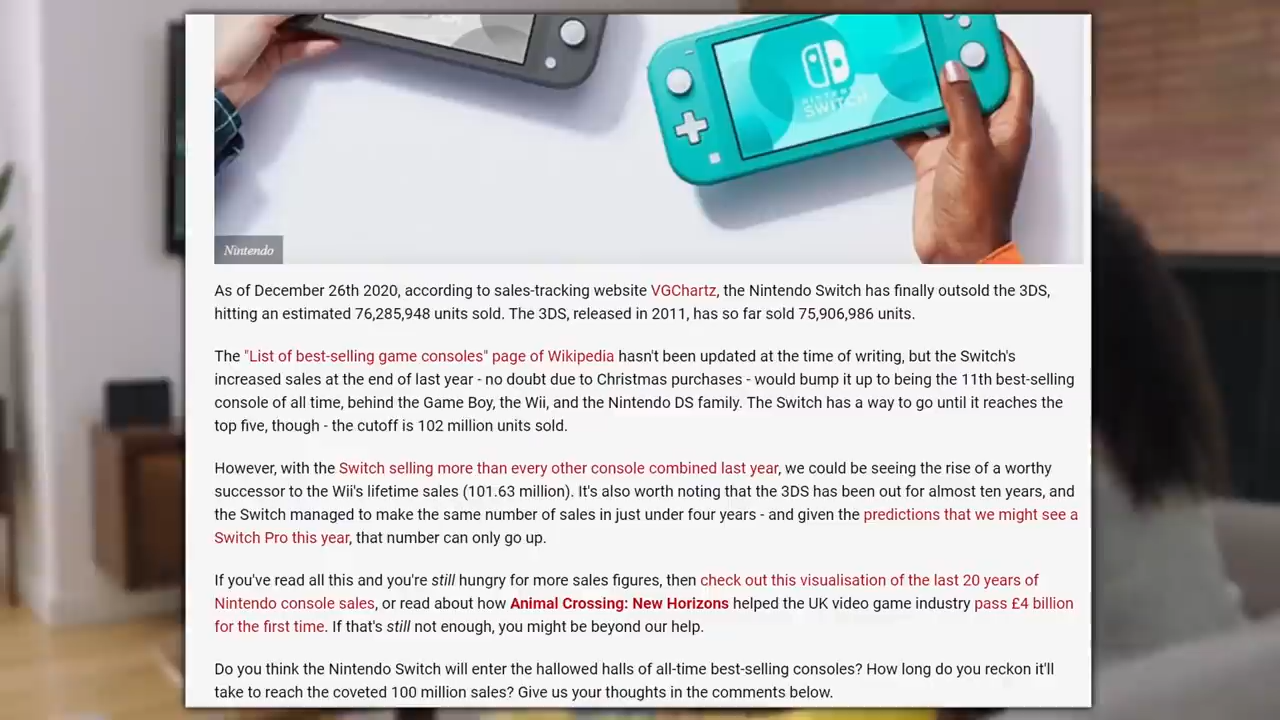 NINTENDO
SWITCH
Nintendo
As of December 26th 2020, according to sales-tracking website VGChartz, the Nintendo Switch has finally outsold the 3DS,
hitting an estimated 76,285,948 units sold. The 3DS, released in 2011, has so far sold 75,906,986 units.
The "List of best-selling game consoles" page of Wikipedia hasn't been updated at the time of writing, but the Switch's
increased sales at the end of last year - no doubt due to Christmas purchases - would bump it up to being the 11th best-selling
console of all time, behind the Game Boy, the Wii, and the Nintendo DS family. The Switch has a way to go until it reaches the
top five, though - the cutoff is 102 million units sold.
However, with the Switch selling more than every other console combined last year, we could be seeing the rise of a worthy
successor to the Wii's lifetime sales (101.63 million). It's also worth noting that the 3DS has been out for almost ten years, and
the Switch managed to make the same number of sales in just under four years - and given the predictions that we might see a
Switch Pro this year, that number can only go up.
If you've read all this and you're still hungry for more sales figures, then check out this visualisation of the last 20 years of
Nintendo console sales, or read about how Animal Crossing: New Horizons helped the UK video game industry pass £4 billion
for the first time. If that's still not enough, you might be beyond our help.
Do you think the Nintendo Switch will enter the hallowed halls of all-time best-selling consoles? How long do you reckon it'll
take to reach the coveted 100 million sales? Give us your thoughts in the comments below.